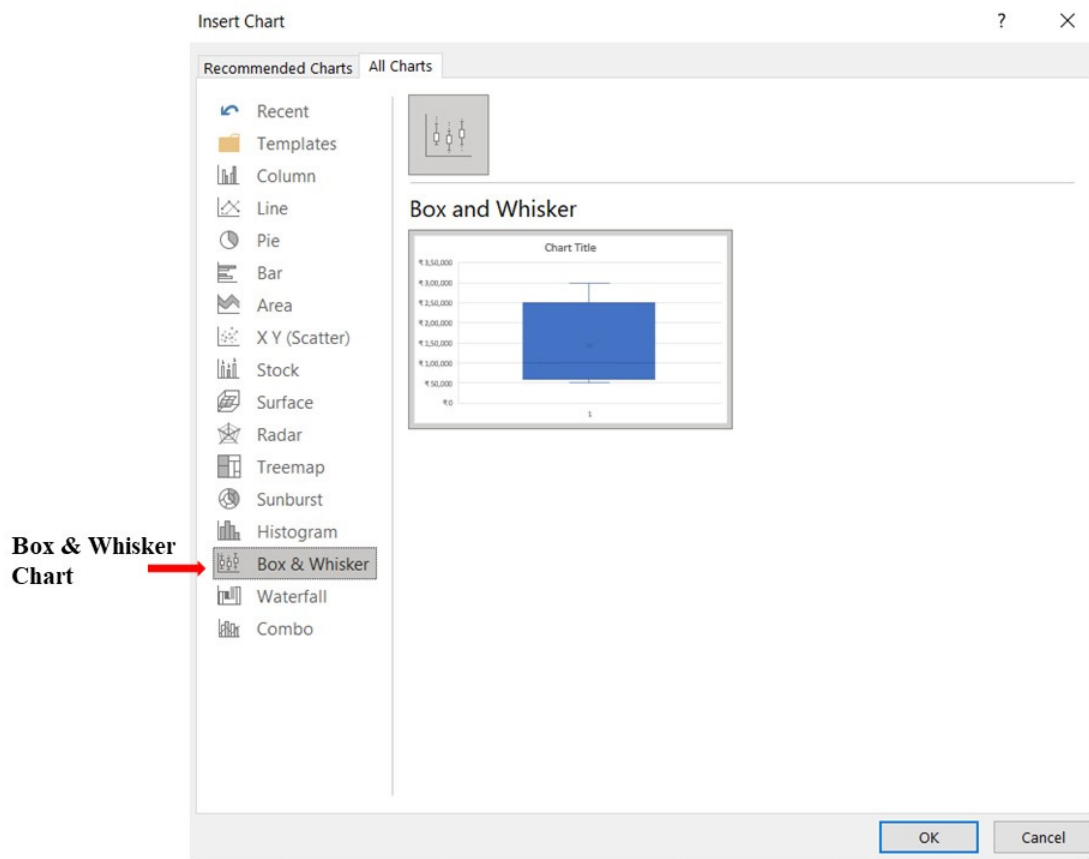 Insert Chart
?
Recommended Charts
All Charts
Recent
Templates
Column
Line
Pie
Bar
Area
X Y (Scatter)
Stock
Surface
Radar
Treemap
Sunburst
Histogram
Box & Whisker
Waterfall
Combo
Box & Whisker
Chart
Box and Whisker
Chart Title
₹ 3,50,000
₹ 3,00,000
₹ 2,50,000
₹ 2,00,000
₹ 1,50,000
₹ 1,00,000
₹ 50,000
₹ 0
1
OK
Cancel